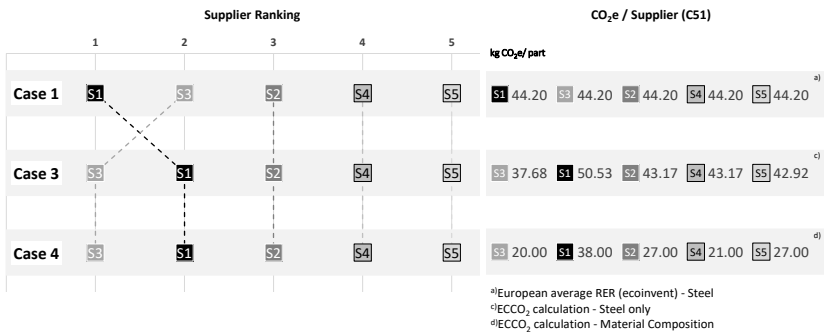 Supplier Ranking
CO₂e / Supplier (C51)
1 2 3 4 5
kg CO₂e/ part
Case 1 S1 S3 S2 S4 S5 S1 44.20 S3 44.20 S2 44.20 S4 44.20 S5 44.20 a)
Case 3 S3 S1 S2 S4 S5 S3 37.68 S1 50.53 S2 43.17 S4 43.17 S5 42.92 c)
Case 4 S3 S1 S2 S4 S5 S3 20.00 S1 38.00 S2 27.00 S4 21.00 S5 27.00 d)
a)European average RER (ecoinvent) - Steel
c)ECCO₂ calculation - Steel only
d)ECCO₂ calculation - Material Composition